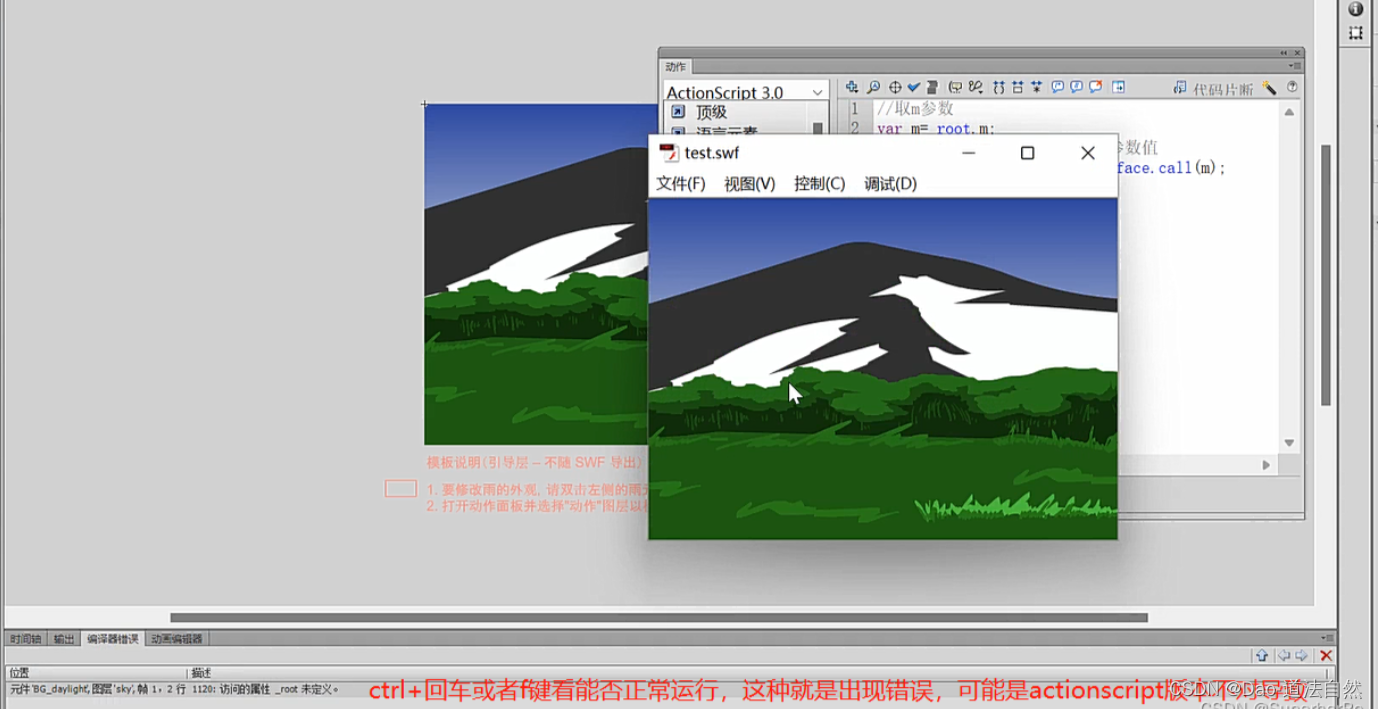 动作
ActionScript 3.0
代码片断
顶级
语言元素
1 //取m参数
2 var m=_root.m;
参数值
face.call(m);
test.swf
文件(F) 视图(V) 控制(C) 调试(D)
模板说明(引导层 – 不随 SWF 导出)
1. 要修改雨的外观, 请双击左侧的雨
2. 打开动作面板并选择"动作"图层以
时间轴 输出 编译器错误 动画编辑器
位置 描述
元件'BG_daylight', 图层'sky', 帧 1, 2 行 1120: 访问的属性 _root 未定义。
ctrl+回车或者f键看能否正常运行，这种就是出现错误，可能是actionscript版本不对导致
CSDN @Dao-道法自然